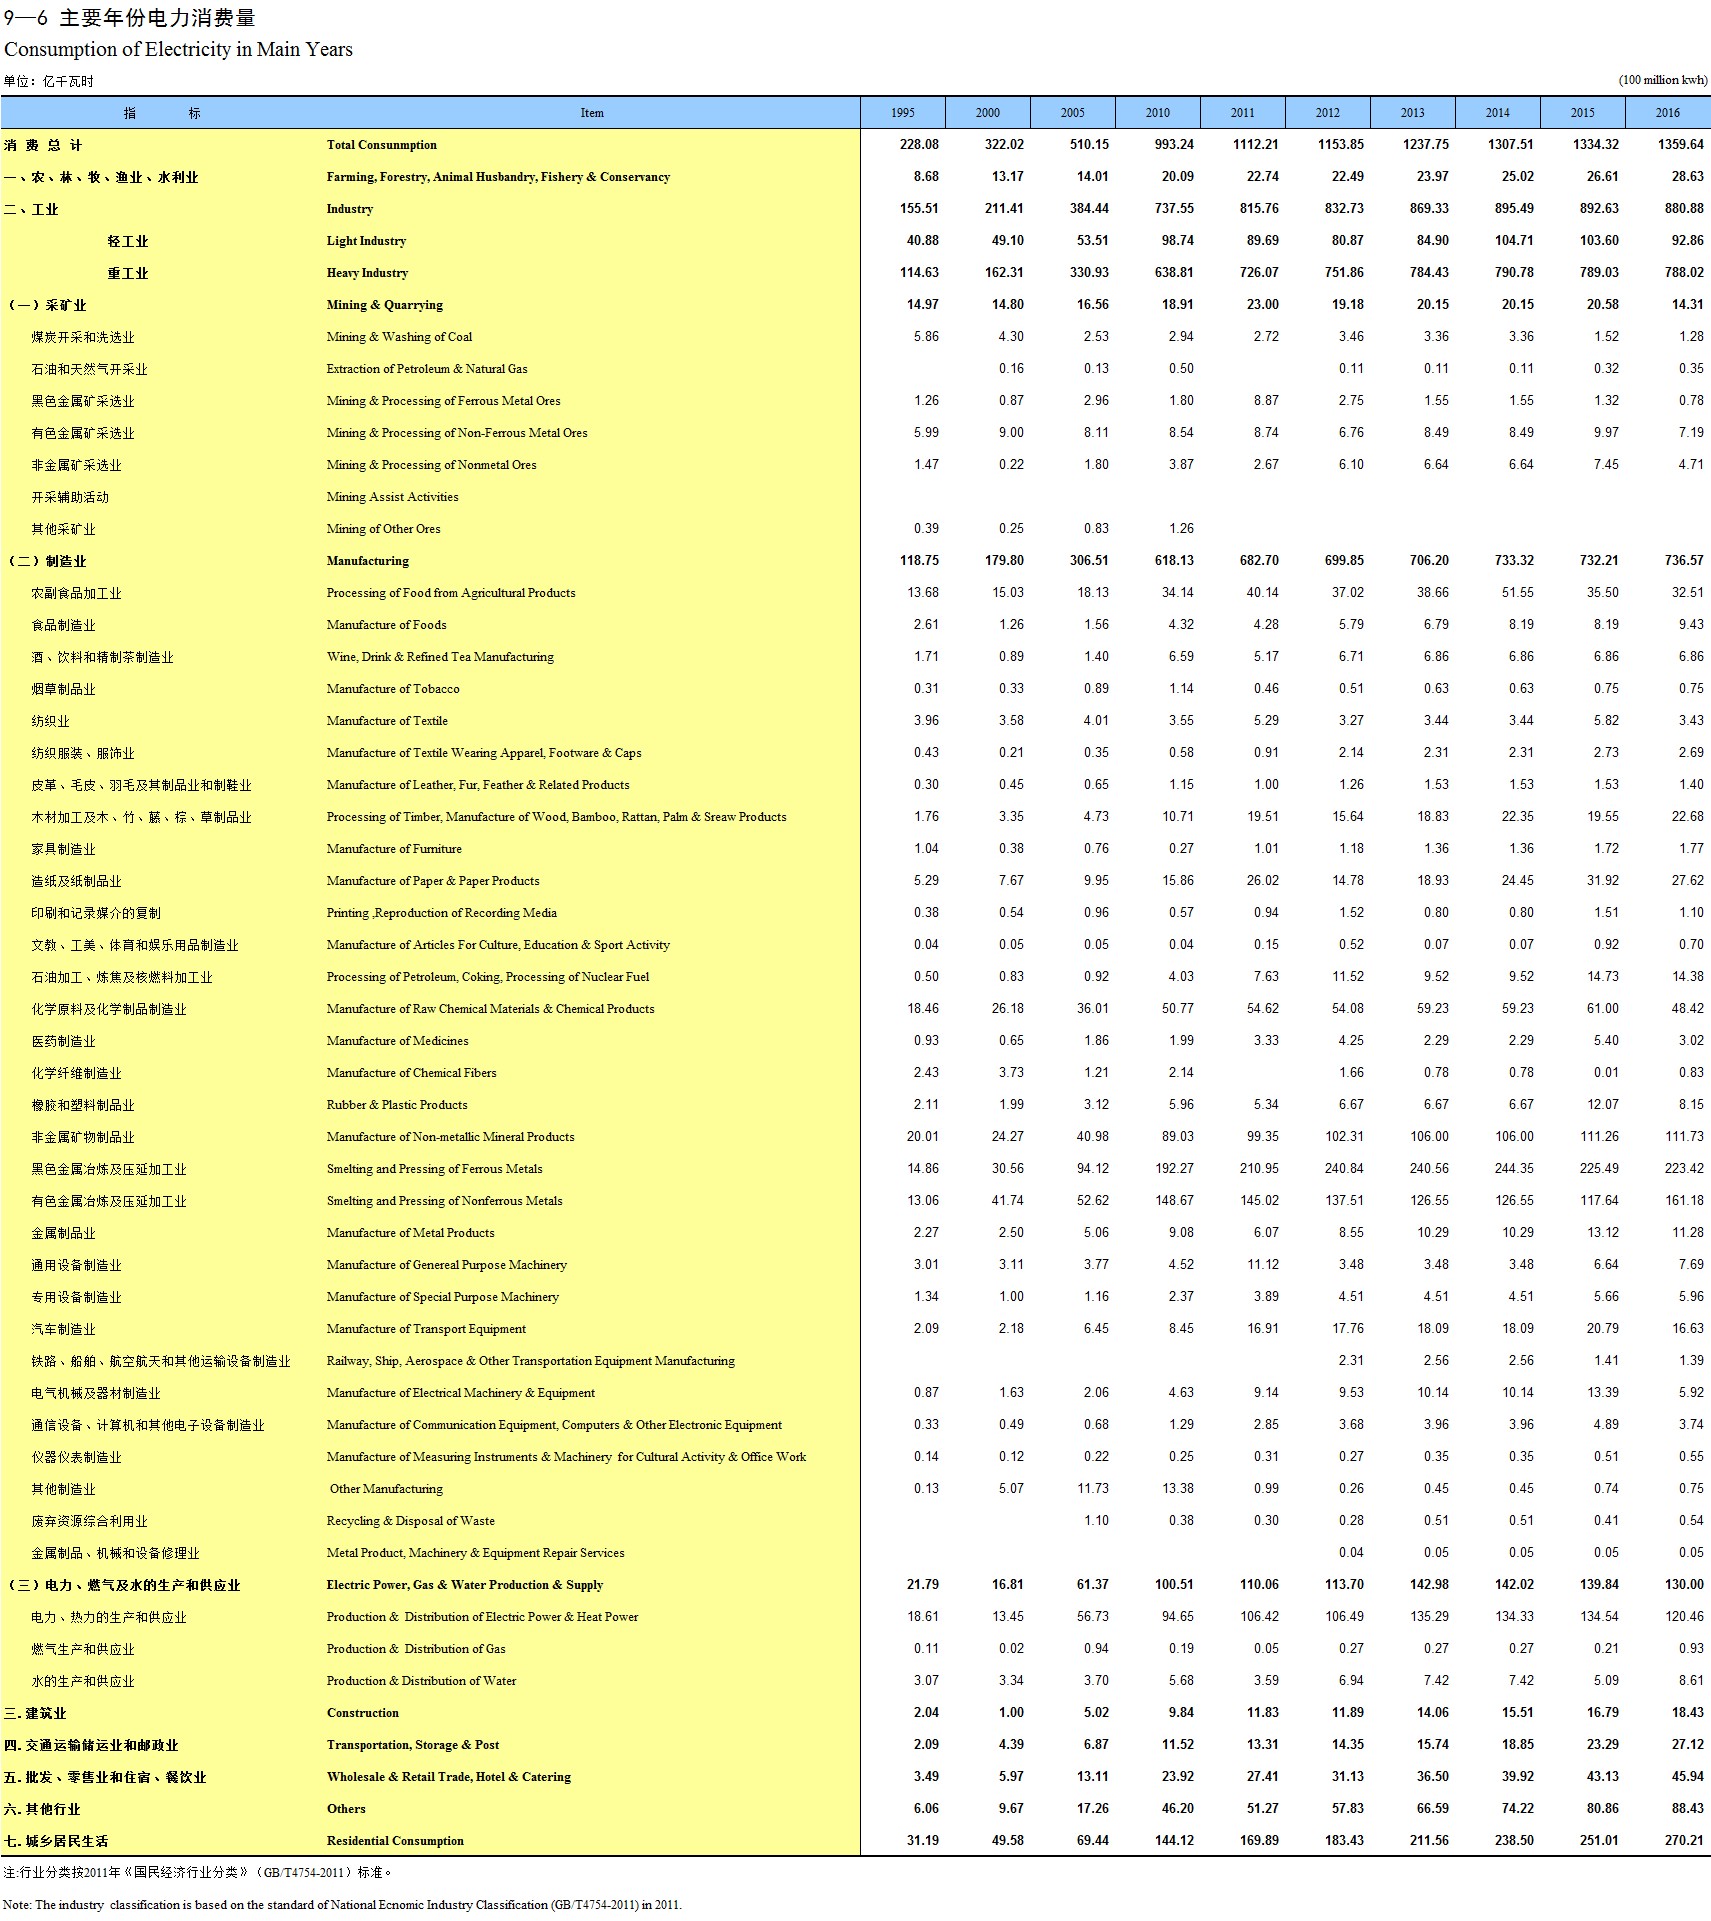 9—6 主要年份电力消费量
Consumption of Electricity in Main Years
单位：亿千瓦时 (100 million kwh)
指 标 Item 1995 2000 2005 2010 2011 2012 2013 2014 2015 2016
消 费 总 计 Total Consunmption 228.08 322.02 510.15 993.24 1112.21 1153.85 1237.75 1307.51 1334.32 1359.64
一、农、林、牧、渔业、水利业 Farming, Forestry, Animal Husbandry, Fishery & Conservancy 8.68 13.17 14.01 20.09 22.74 22.49 23.97 25.02 26.61 28.63
二、工业 Industry 155.51 211.41 384.44 737.55 815.76 832.73 869.33 895.49 892.63 880.88
轻工业 Light Industry 40.88 49.10 53.51 98.74 89.69 80.87 84.90 104.71 103.60 92.86
重工业 Heavy Industry 114.63 162.31 330.93 638.81 726.07 751.86 784.43 790.78 789.03 788.02
（一）采矿业 Mining & Quarrying 14.97 14.80 16.56 18.91 23.00 19.18 20.15 20.15 20.58 14.31
煤炭开采和洗选业 Mining & Washing of Coal 5.86 4.30 2.53 2.94 2.72 3.46 3.36 3.36 1.52 1.28
石油和天然气开采业 Extraction of Petroleum & Natural Gas 0.16 0.13 0.50 0.11 0.11 0.11 0.32 0.35
黑色金属矿采选业 Mining & Processing of Ferrous Metal Ores 1.26 0.87 2.96 1.80 8.87 2.75 1.55 1.55 1.32 0.78
有色金属矿采选业 Mining & Processing of Non-Ferrous Metal Ores 5.99 9.00 8.11 8.54 8.74 6.76 8.49 8.49 9.97 7.19
非金属矿采选业 Mining & Processing of Nonmetal Ores 1.47 0.22 1.80 3.87 2.67 6.10 6.64 6.64 7.45 4.71
开采辅助活动 Mining Assist Activities
其他采矿业 Mining of Other Ores 0.39 0.25 0.83 1.26
（二）制造业 Manufacturing 118.75 179.80 306.51 618.13 682.70 699.85 706.20 733.32 732.21 736.57
农副食品加工业 Processing of Food from Agricultural Products 13.68 15.03 18.13 34.14 40.14 37.02 38.66 51.55 35.50 32.51
食品制造业 Manufacture of Foods 2.61 1.26 1.56 4.32 4.28 5.79 6.79 8.19 8.19 9.43
酒、饮料和精制茶制造业 Wine, Drink & Refined Tea Manufacturing 1.71 0.89 1.40 6.59 5.17 6.71 6.86 6.86 6.86 6.86
烟草制品业 Manufacture of Tobacco 0.31 0.33 0.89 1.14 0.46 0.51 0.63 0.63 0.75 0.75
纺织业 Manufacture of Textile 3.96 3.58 4.01 3.55 5.29 3.27 3.44 3.44 5.82 3.43
纺织服装、服饰业 Manufacture of Textile Wearing Apparel, Footware & Caps 0.43 0.21 0.35 0.58 0.91 2.14 2.31 2.31 2.73 2.69
皮革、毛皮、羽毛及其制品业和制鞋业 Manufacture of Leather, Fur, Feather & Related Products 0.30 0.45 0.65 1.15 1.00 1.26 1.53 1.53 1.53 1.40
木材加工及木、竹、藤、棕、草制品业 Processing of Timber, Manufacture of Wood, Bamboo, Rattan, Palm & Sreaw Products 1.76 3.35 4.73 10.71 19.51 15.64 18.83 22.35 19.55 22.68
家具制造业 Manufacture of Furniture 1.04 0.38 0.76 0.27 1.01 1.18 1.36 1.36 1.72 1.77
造纸及纸制品业 Manufacture of Paper & Paper Products 5.29 7.67 9.95 15.86 26.02 14.78 18.93 24.45 31.92 27.62
印刷和记录媒介的复制 Printing ,Reproduction of Recording Media 0.38 0.54 0.96 0.57 0.94 1.52 0.80 0.80 1.51 1.10
文教、工美、体育和娱乐用品制造业 Manufacture of Articles For Culture, Education & Sport Activity 0.04 0.05 0.05 0.04 0.15 0.52 0.07 0.07 0.92 0.70
石油加工、炼焦及核燃料加工业 Processing of Petroleum, Coking, Processing of Nuclear Fuel 0.50 0.83 0.92 4.03 7.63 11.52 9.52 9.52 14.73 14.38
化学原料及化学制品制造业 Manufacture of Raw Chemical Materials & Chemical Products 18.46 26.18 36.01 50.77 54.62 54.08 59.23 59.23 61.00 48.42
医药制造业 Manufacture of Medicines 0.93 0.65 1.86 1.99 3.33 4.25 2.29 2.29 5.40 3.02
化学纤维制造业 Manufacture of Chemical Fibers 2.43 3.73 1.21 2.14 1.66 0.78 0.78 0.01 0.83
橡胶和塑料制品业 Rubber & Plastic Products 2.11 1.99 3.12 5.96 5.34 6.67 6.67 6.67 12.07 8.15
非金属矿物制品业 Manufacture of Non-metallic Mineral Products 20.01 24.27 40.98 89.03 99.35 102.31 106.00 106.00 111.26 111.73
黑色金属冶炼及压延加工业 Smelting and Pressing of Ferrous Metals 14.86 30.56 94.12 192.27 210.95 240.84 240.56 244.35 225.49 223.42
有色金属冶炼及压延加工业 Smelting and Pressing of Nonferrous Metals 13.06 41.74 52.62 148.67 145.02 137.51 126.55 126.55 117.64 161.18
金属制品业 Manufacture of Metal Products 2.27 2.50 5.06 9.08 6.07 8.55 10.29 10.29 13.12 11.28
通用设备制造业 Manufacture of Genereal Purpose Machinery 3.01 3.11 3.77 4.52 11.12 3.48 3.48 3.48 6.64 7.69
专用设备制造业 Manufacture of Special Purpose Machinery 1.34 1.00 1.16 2.37 3.89 4.51 4.51 4.51 5.66 5.96
汽车制造业 Manufacture of Transport Equipment 2.09 2.18 6.45 8.45 16.91 17.76 18.09 18.09 20.79 16.63
铁路、船舶、航空航天和其他运输设备制造业 Railway, Ship, Aerospace & Other Transportation Equipment Manufacturing 2.31 2.56 2.56 1.41 1.39
电气机械及器材制造业 Manufacture of Electrical Machinery & Equipment 0.87 1.63 2.06 4.63 9.14 9.53 10.14 10.14 13.39 5.92
通信设备、计算机和其他电子设备制造业 Manufacture of Communication Equipment, Computers & Other Electronic Equipment 0.33 0.49 0.68 1.29 2.85 3.68 3.96 3.96 4.89 3.74
仪器仪表制造业 Manufacture of Measuring Instruments & Machinery for Cultural Activity & Office Work 0.14 0.12 0.22 0.25 0.31 0.27 0.35 0.35 0.51 0.55
其他制造业 Other Manufacturing 0.13 5.07 11.73 13.38 0.99 0.26 0.45 0.45 0.74 0.75
废弃资源综合利用业 Recycling & Disposal of Waste 1.10 0.38 0.30 0.28 0.51 0.51 0.41 0.54
金属制品、机械和设备修理业 Metal Product, Machinery & Equipment Repair Services 0.04 0.05 0.05 0.05 0.05
（三）电力、燃气及水的生产和供应业 Electric Power, Gas & Water Production & Supply 21.79 16.81 61.37 100.51 110.06 113.70 142.98 142.02 139.84 130.00
电力、热力的生产和供应业 Production & Distribution of Electric Power & Heat Power 18.61 13.45 56.73 94.65 106.42 106.49 135.29 134.33 134.54 120.46
燃气生产和供应业 Production & Distribution of Gas 0.11 0.02 0.94 0.19 0.05 0.27 0.27 0.27 0.21 0.93
水的生产和供应业 Production & Distribution of Water 3.07 3.34 3.70 5.68 3.59 6.94 7.42 7.42 5.09 8.61
三.建筑业 Construction 2.04 1.00 5.02 9.84 11.83 11.89 14.06 15.51 16.79 18.43
四.交通运输储运业和邮政业 Transportation, Storage & Post 2.09 4.39 6.87 11.52 13.31 14.35 15.74 18.85 23.29 27.12
五.批发、零售业和住宿、餐饮业 Wholesale & Retail Trade, Hotel & Catering 3.49 5.97 13.11 23.92 27.41 31.13 36.50 39.92 43.13 45.94
六.其他行业 Others 6.06 9.67 17.26 46.20 51.27 57.83 66.59 74.22 80.86 88.43
七.城乡居民生活 Residential Consumption 31.19 49.58 69.44 144.12 169.89 183.43 211.56 238.50 251.01 270.21
注:行业分类按2011年《国民经济行业分类》（GB/T4754-2011）标准。
Note: The industry classification is based on the standard of National Ecnomic Industry Classification (GB/T4754-2011) in 2011.